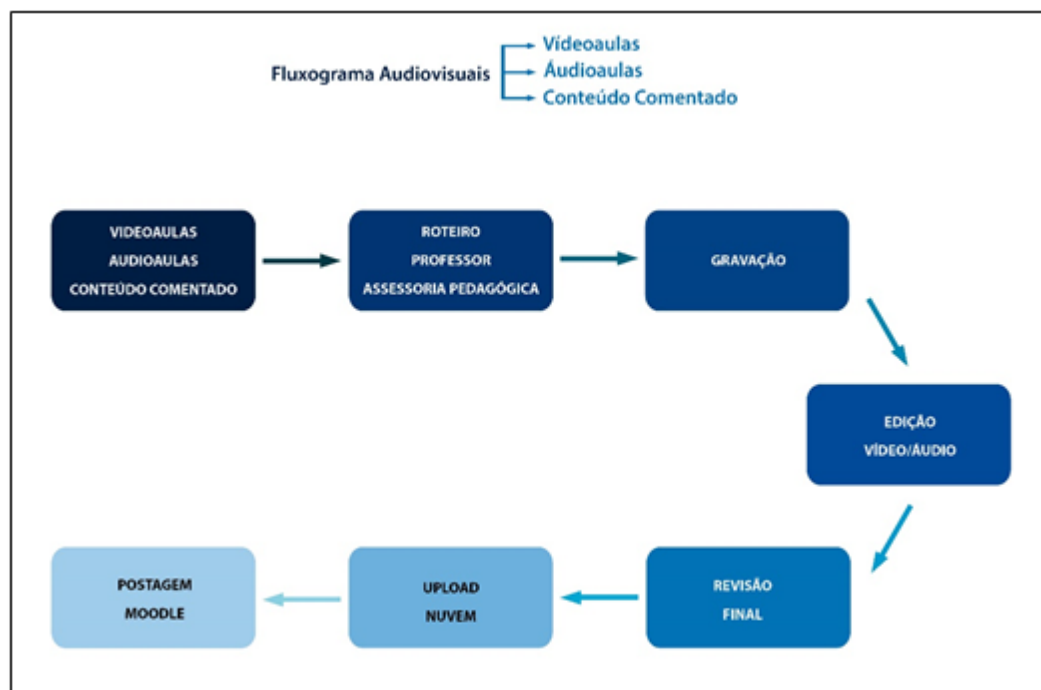 Fluxograma Audiovisuais
Vídeoaulas
Áudioaulas
Conteúdo Comentado
VIDEOAULAS
AUDIOAULAS
CONTEÚDO COMENTADO
ROTEIRO
PROFESSOR
ASSESSORIA PEDAGÓGICA
GRAVAÇÃO
EDIÇÃO
VÍDEO/ÁUDIO
REVISÃO
FINAL
UPLOAD
NUVEM
POSTAGEM
MOODLE